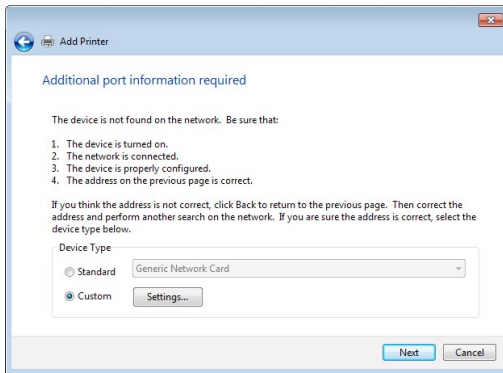 Add Printer
Additional port information required
The device is not found on the network. Be sure that:
1. The device is turned on.
2. The network is connected.
3. The device is properly configured.
4. The address on the previous page is correct.
If you think the address is not correct, click Back to return to the previous page. Then correct the
address and perform another search on the network. If you are sure the address is correct, select the
device type below.
Device Type
Standard Generic Network Card
Custom Settings...
Next Cancel